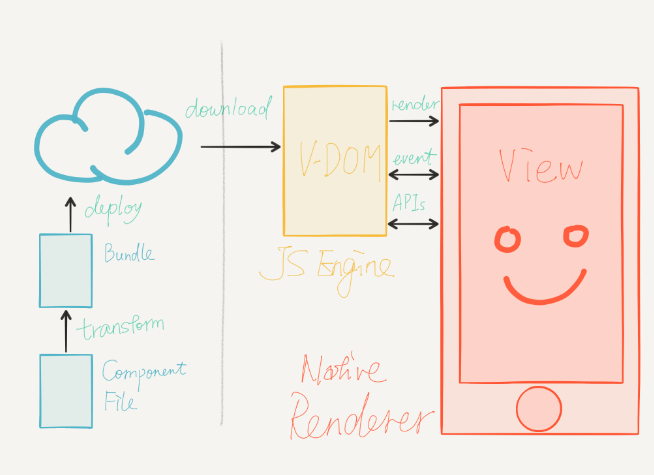 download
render
V-DOM
View
event
deploy
APIs
Bundle
JS Engine
transform
Component
File
Native
Renderer